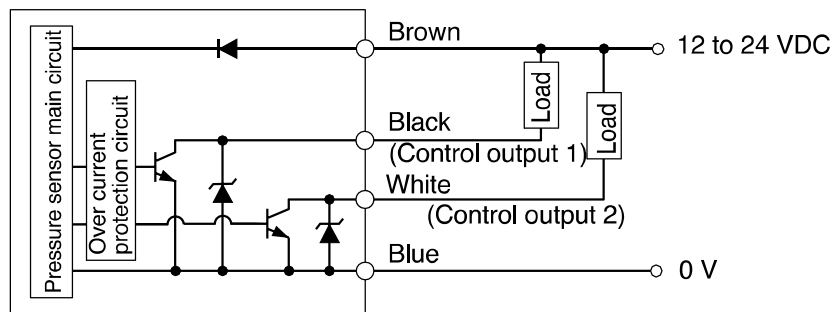 Pressure sensor main circuit
Over current
protection circuit
Brown
12 to 24 VDC
Load
Load
Black
(Control output 1)
White
(Control output 2)
Blue
0 V